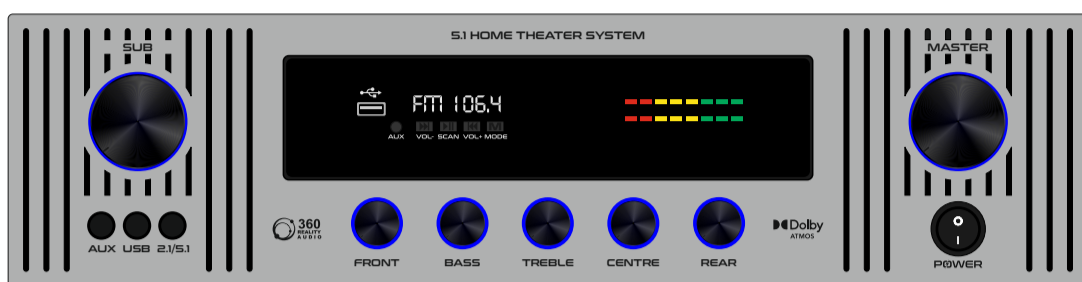 5.1 HOME THEATER SYSTEM
SUB
MASTER
FM 106.4
AUX VOL- SCAN VOL+ MODE
360
REALITY
AUDIO
Dolby
ATMOS
AUX USB 2.1/5.1
FRONT BASS TREBLE CENTRE REAR
O
I
POWER